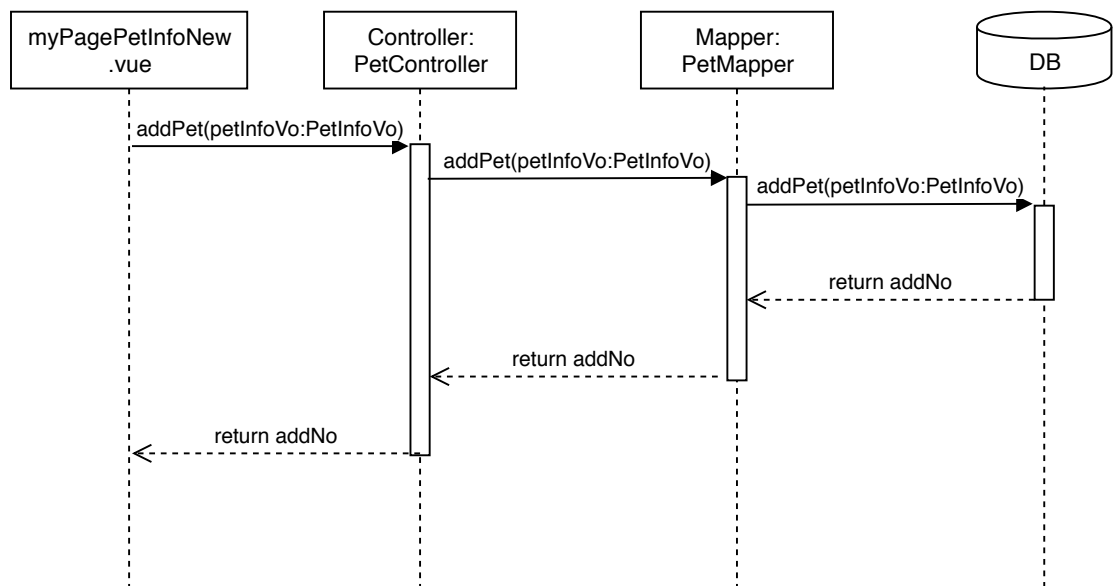 myPagePetInfoNew
.vue
Controller:
PetController
Mapper:
PetMapper
DB
addPet(petInfoVo:PetInfoVo)
addPet(petInfoVo:PetInfoVo)
addPet(petInfoVo:PetInfoVo)
return addNo
return addNo
return addNo